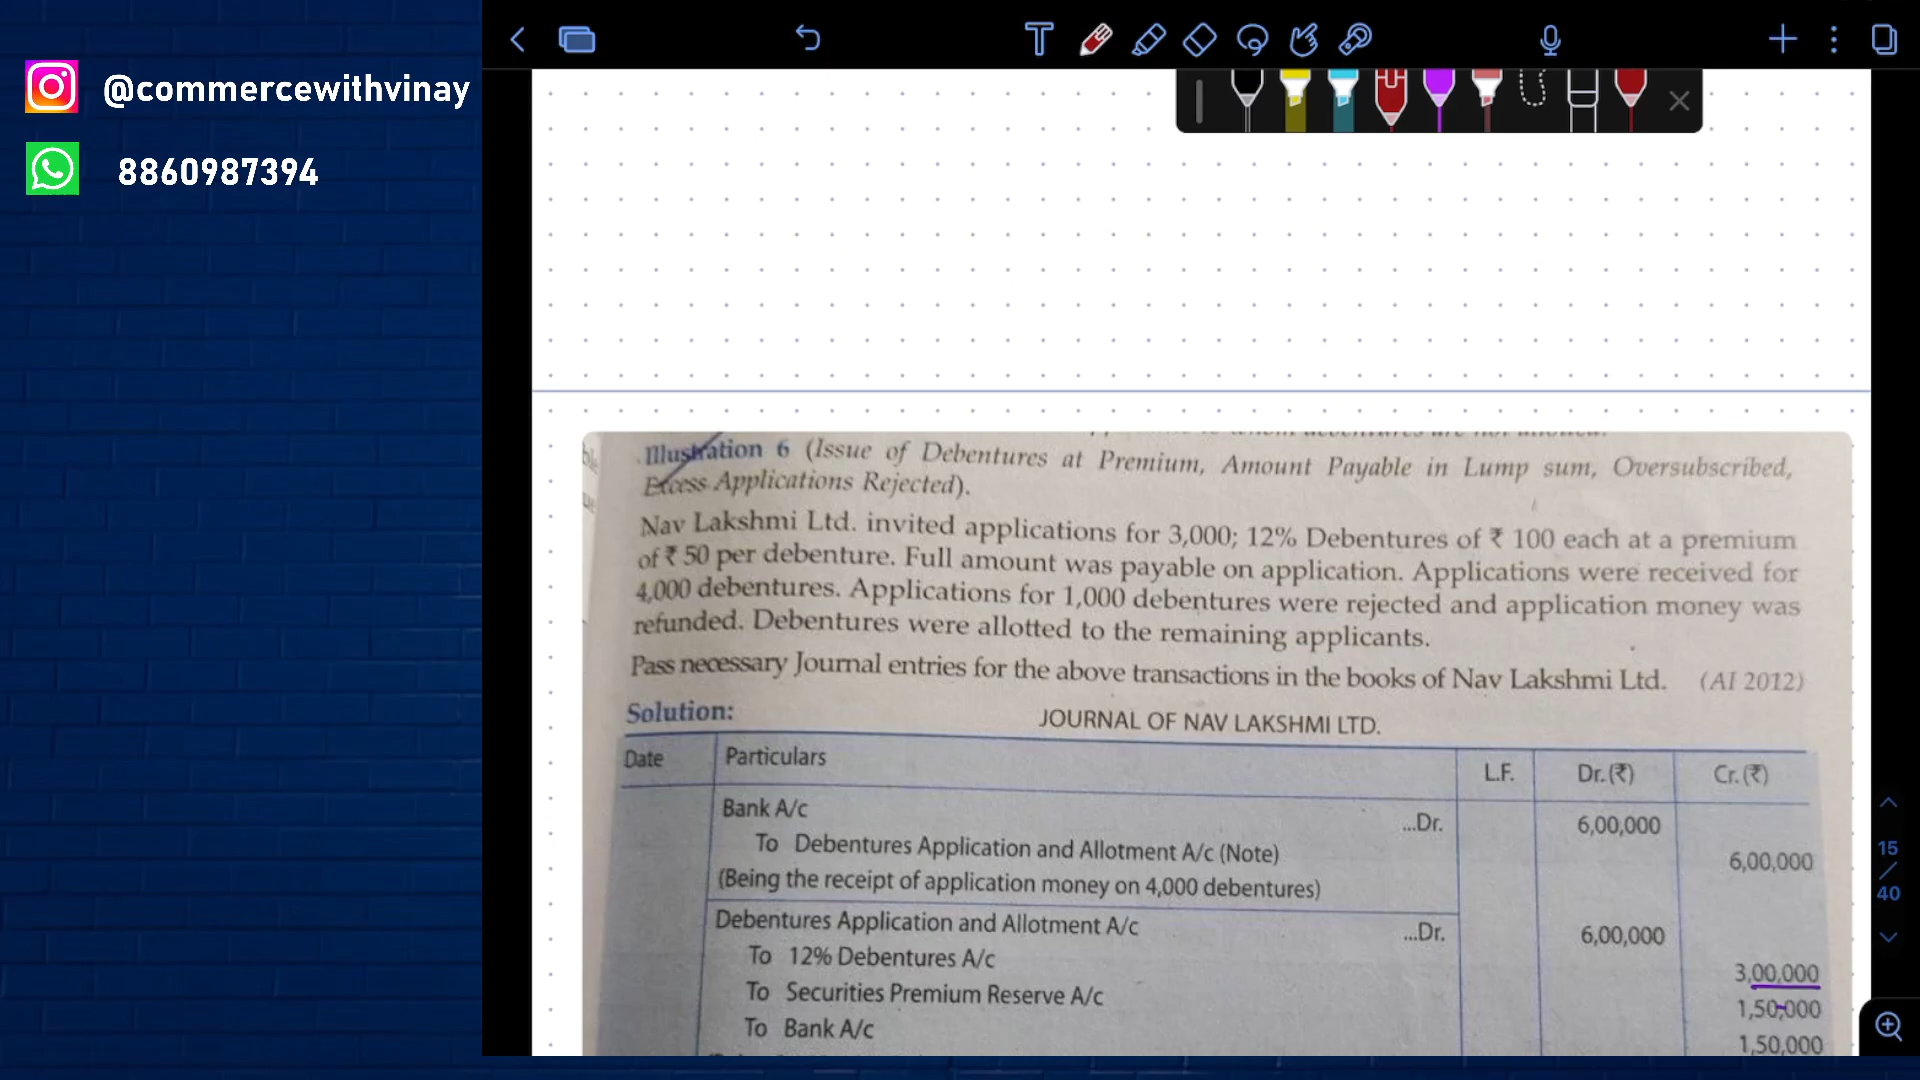 @commercewithvinay
8860987394
Illustration 6 (Issue of Debentures at Premium, Amount Payable in Lump sum, Oversubscribed,
Excess Applications Rejected).
Nav Lakshmi Ltd. invited applications for 3,000; 12% Debentures of ₹ 100 each at a premium
of ₹ 50 per debenture. Full amount was payable on application. Applications were received for
4,000 debentures. Applications for 1,000 debentures were rejected and application money was
refunded. Debentures were allotted to the remaining applicants.
Pass necessary Journal entries for the above transactions in the books of Nav Lakshmi Ltd. (AI 2012)
Solution: JOURNAL OF NAV LAKSHMI LTD.
Date Particulars L.F. Dr.(₹) Cr.(₹)
Bank A/c ...Dr. 6,00,000
To Debentures Application and Allotment A/c (Note) 6,00,000
(Being the receipt of application money on 4,000 debentures)
Debentures Application and Allotment A/c ...Dr. 6,00,000
To 12% Debentures A/c 3,00,000
To Securities Premium Reserve A/c 1,50,000
To Bank A/c 1,50,000
15
/
40